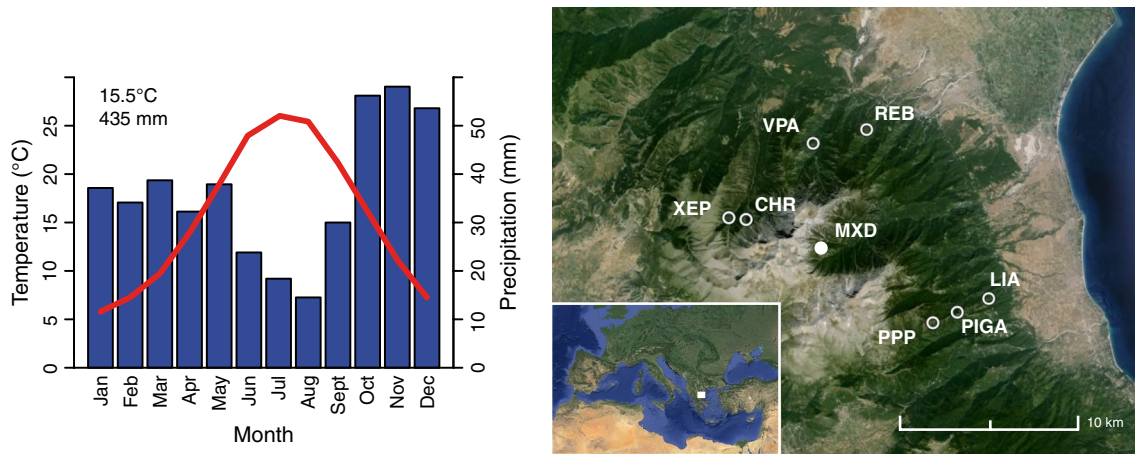 15.5°C
435 mm
Temperature (°C)
0
5
10
15
20
25
Precipitation (mm)
0
10
20
30
40
50
Jan
Feb
Mar
Apr
May
Jun
Jul
Aug
Sept
Oct
Nov
Dec
Month
VPA
REB
XEP
CHR
MXD
LIA
PIGA
PPP
10 km